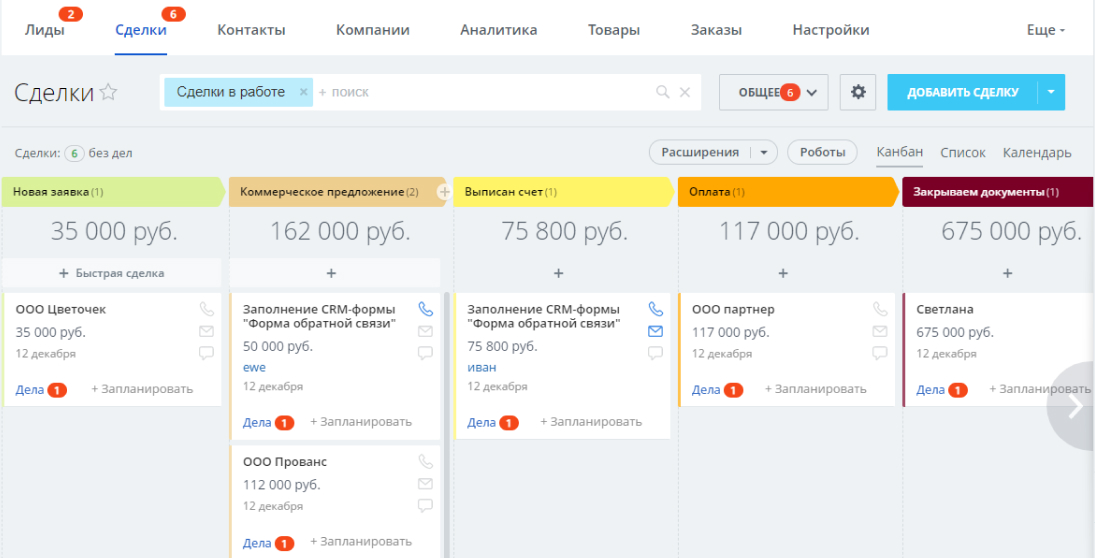 2 6
Лиды Сделки Контакты Компании Аналитика Товары Заказы Настройки Еще
Сделки Сделки в работе × + поиск ОБЩЕЕ 6 ДОБАВИТЬ СДЕЛКУ
Сделки: 6 без дел Расширения Роботы Канбан Список Календарь
Новая заявка (1) Коммерческое предложение (2) + Выписан счет (1) Оплата (1) Закрываем документы (1)
35 000 руб. 162 000 руб. 75 800 руб. 117 000 руб. 675 000 руб.
+ Быстрая сделка + + + +
ООО Цветочек
35 000 руб.
12 декабря
Дела 1 + Запланировать
Заполнение CRM-формы
"Форма обратной связи"
50 000 руб.
ewe
12 декабря
Дела 1 + Запланировать
ООО Прованс
112 000 руб.
12 декабря
Дела 1 + Запланировать
Заполнение CRM-формы
"Форма обратной связи"
75 800 руб.
иван
12 декабря
Дела 1 + Запланировать
ООО партнер
117 000 руб.
12 декабря
Дела 1 + Запланировать
Светлана
675 000 руб.
12 декабря
Дела 1 + Запланировать